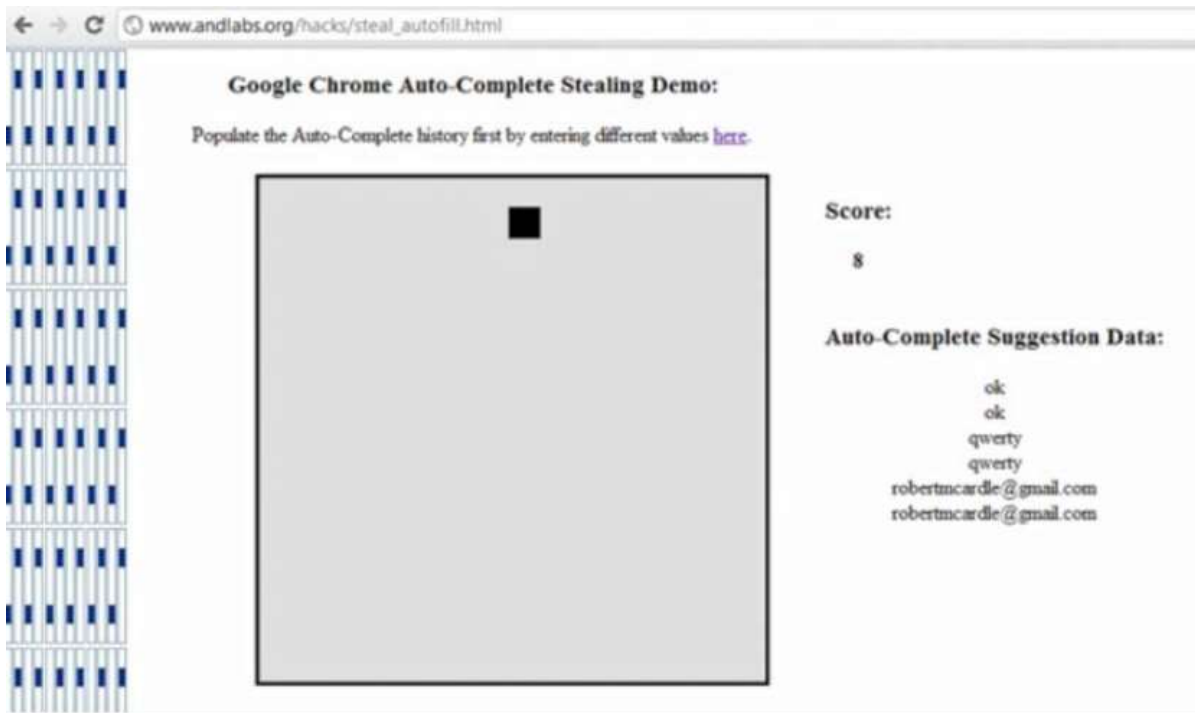 www.andlabs.org/hacks/steal_autofill.html
Google Chrome Auto-Complete Stealing Demo:
Populate the Auto-Complete history first by entering different values here.
Score:
8
Auto-Complete Suggestion Data:
ok
ok
qwerty
qwerty
robertmcardle@gmail.com
robertmcardle@gmail.com